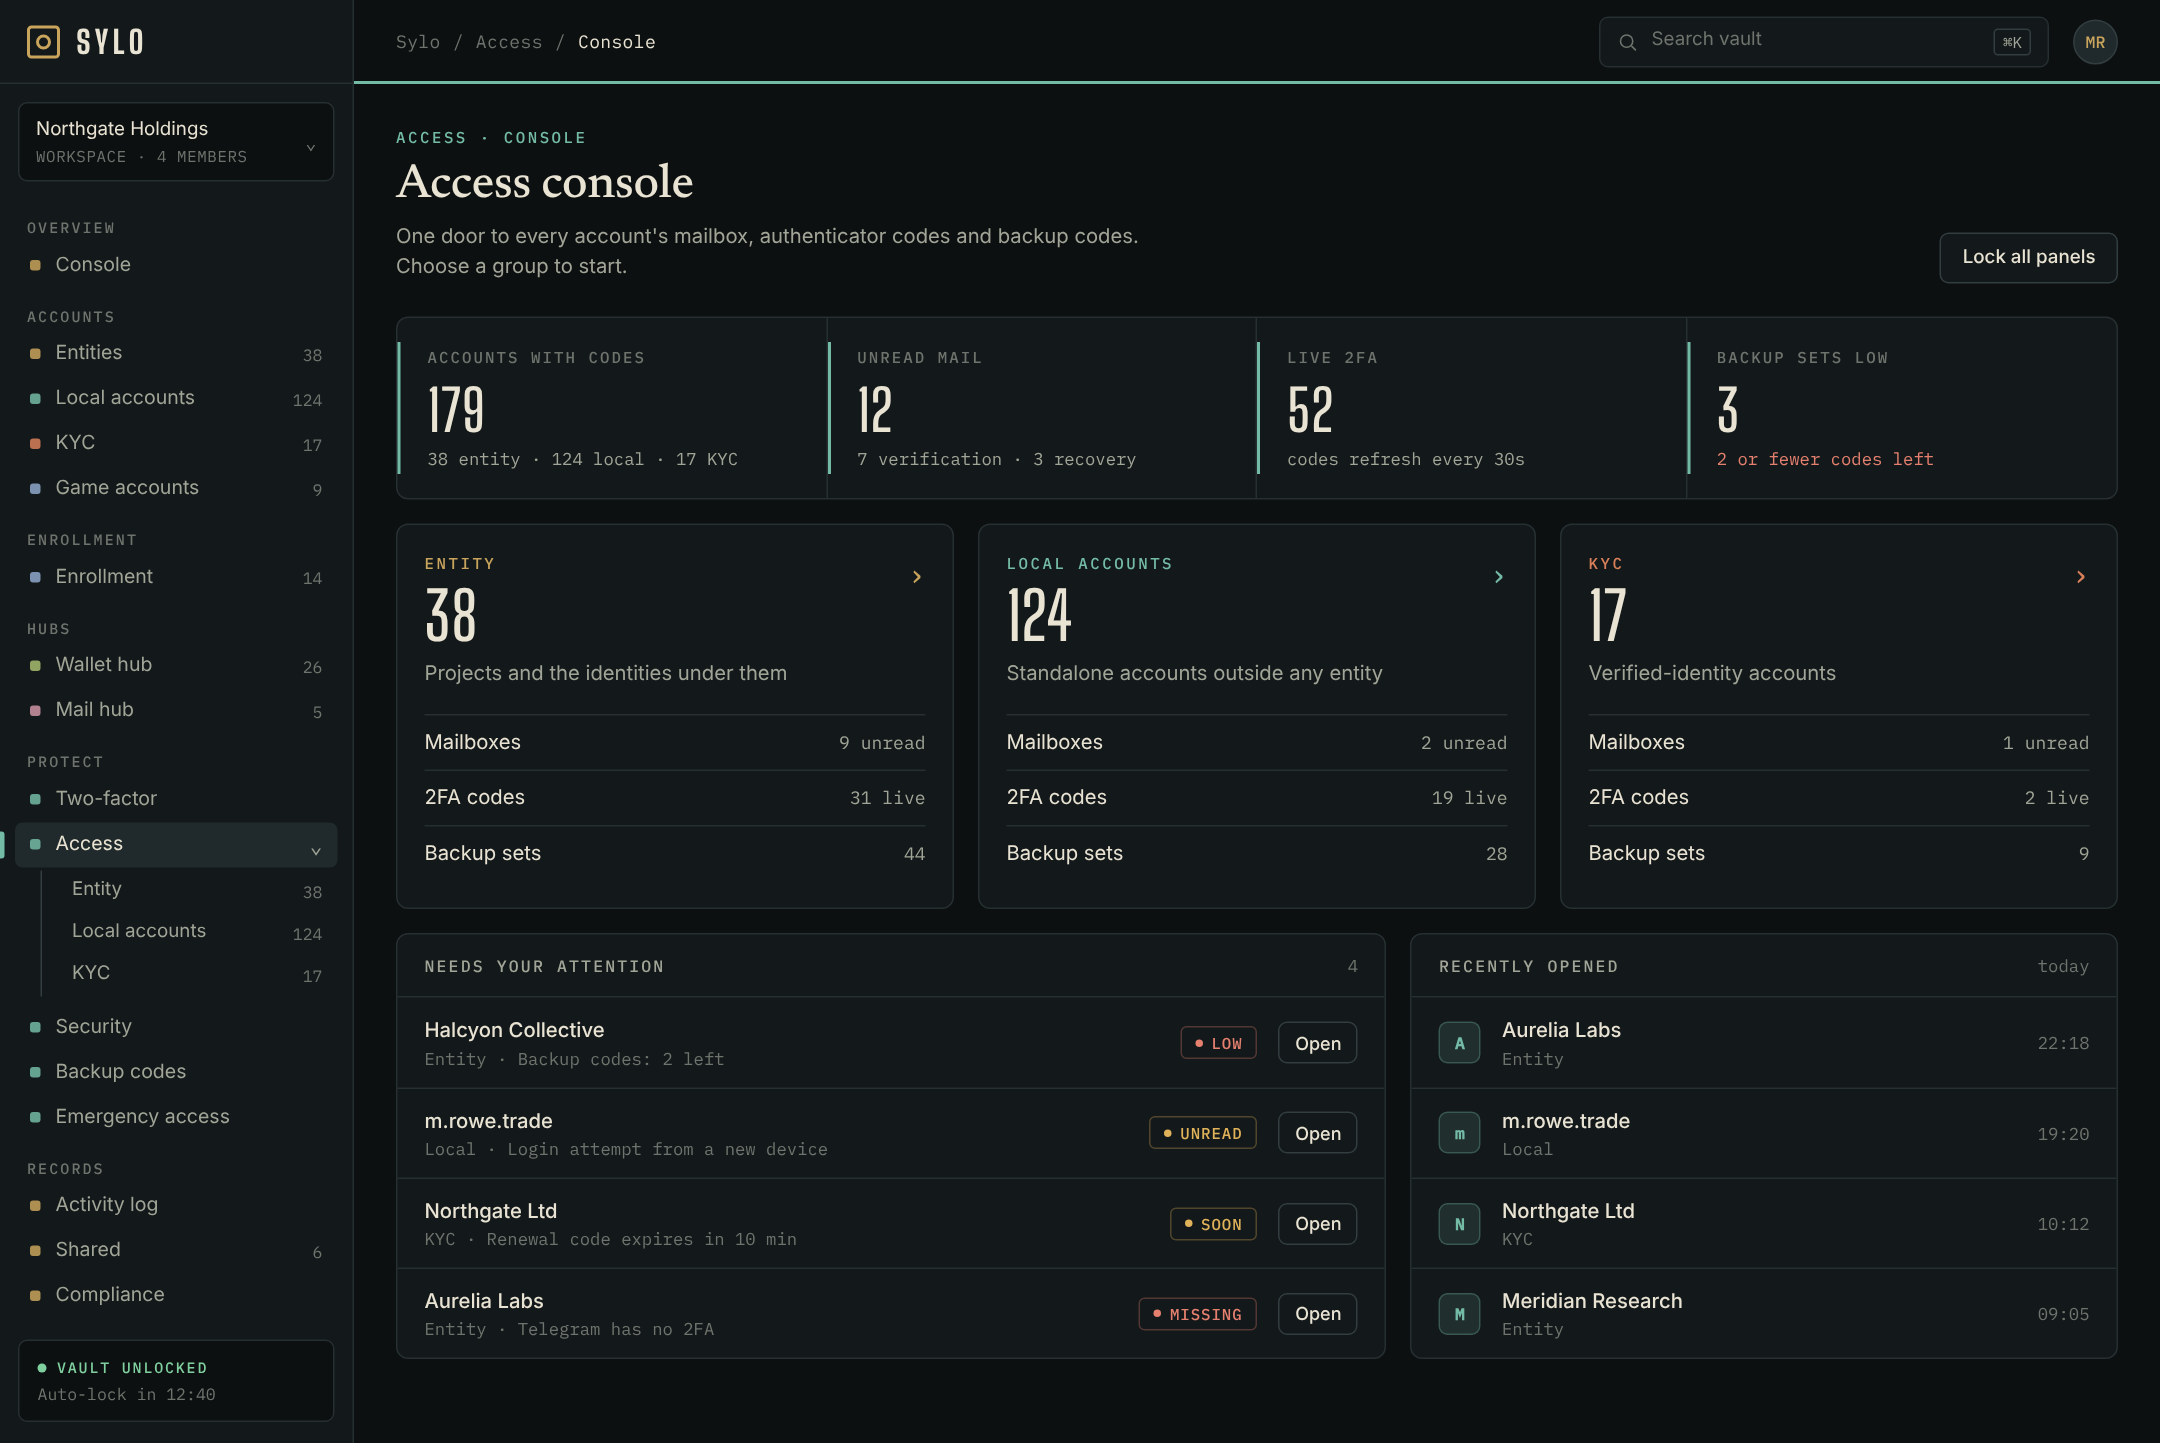 SYLO
Sylo / Access / Console
Search vault
⌘K
MR
Northgate Holdings
WORKSPACE · 4 MEMBERS
OVERVIEW
Console
ACCOUNTS
Entities 38
Local accounts 124
KYC 17
Game accounts 9
ENROLLMENT
Enrollment 14
HUBS
Wallet hub 26
Mail hub 5
PROTECT
Two-factor
Access
Entity 38
Local accounts 124
KYC 17
Security
Backup codes
Emergency access
RECORDS
Activity log
Shared 6
Compliance
VAULT UNLOCKED
Auto-lock in 12:40
ACCESS · CONSOLE
Access console
One door to every account's mailbox, authenticator codes and backup codes.
Choose a group to start.
Lock all panels
ACCOUNTS WITH CODES
179
38 entity · 124 local · 17 KYC
UNREAD MAIL
12
7 verification · 3 recovery
LIVE 2FA
52
codes refresh every 30s
BACKUP SETS LOW
3
2 or fewer codes left
ENTITY
38
Projects and the identities under them
Mailboxes 9 unread
2FA codes 31 live
Backup sets 44
LOCAL ACCOUNTS
124
Standalone accounts outside any entity
Mailboxes 2 unread
2FA codes 19 live
Backup sets 28
KYC
17
Verified-identity accounts
Mailboxes 1 unread
2FA codes 2 live
Backup sets 9
NEEDS YOUR ATTENTION 4
Halcyon Collective
Entity · Backup codes: 2 left
LOW
Open
m.rowe.trade
Local · Login attempt from a new device
UNREAD
Open
Northgate Ltd
KYC · Renewal code expires in 10 min
SOON
Open
Aurelia Labs
Entity · Telegram has no 2FA
MISSING
Open
RECENTLY OPENED today
A
Aurelia Labs
Entity
22:18
m
m.rowe.trade
Local
19:20
N
Northgate Ltd
KYC
10:12
M
Meridian Research
Entity
09:05